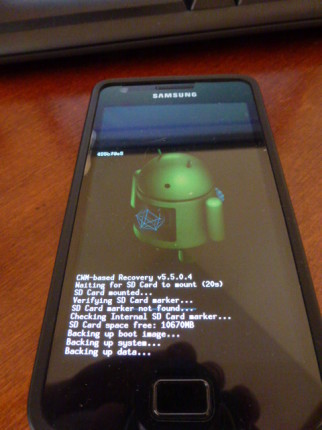 SAMSUNG
CWM-based Recovery v5.5.0.4
Waiting for SD Card to mount (20s)
SD Card mounted...
Verifying SD Card marker...
SD Card marker not found...
Checking Internal SD Card marker...
SD Card space free: 10670MB
Backing up boot image...
Backing up system...
Backing up data...